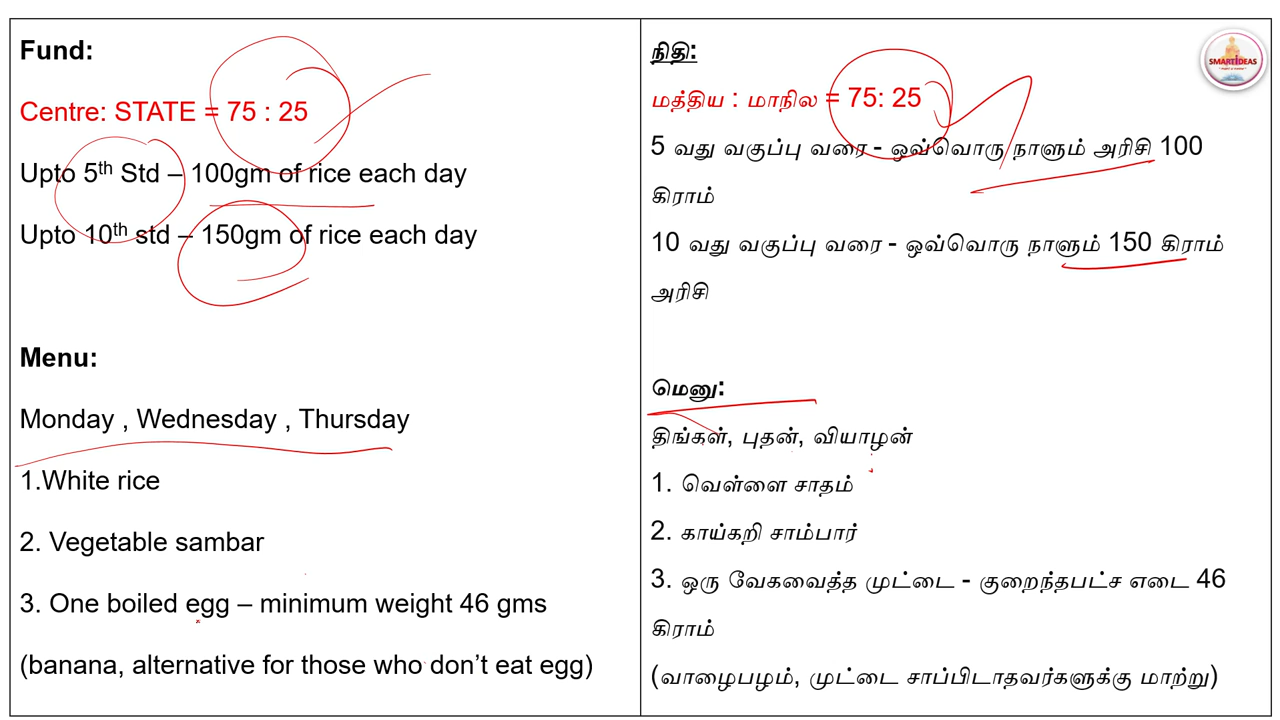 Fund:
Centre: STATE = 75 : 25
Upto 5th Std – 100gm of rice each day
Upto 10th std – 150gm of rice each day
Menu:
Monday , Wednesday , Thursday
1.White rice
2. Vegetable sambar
3. One boiled egg – minimum weight 46 gms
(banana, alternative for those who don't eat egg)
நிதி:
மத்திய : மாநில = 75: 25
5 வது வகுப்பு வரை - ஒவ்வொரு நாளும் அரிசி 100
கிராம்
10 வது வகுப்பு வரை - ஒவ்வொரு நாளும் 150 கிராம்
அரிசி
மெனு:
திங்கள், புதன், வியாழன்
1. வெள்ளை சாதம்
2. காய்கறி சாம்பார்
3. ஒரு வேகவைத்த முட்டை - குறைந்தபட்ச எடை 46
கிராம்
(வாழைபழம், முட்டை சாப்பிடாதவர்களுக்கு மாற்று)
SMARTIDEAS